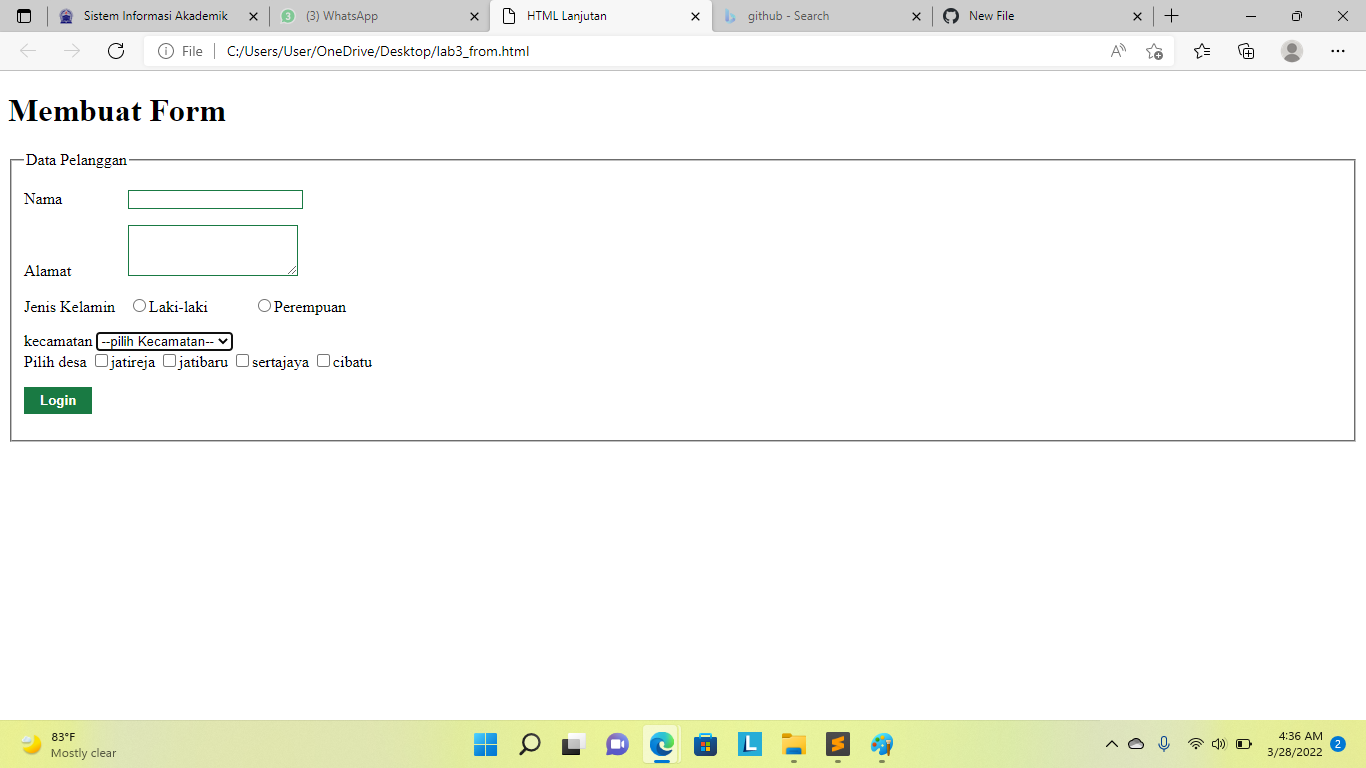 Sistem Informasi Akademik
(3) WhatsApp
HTML Lanjutan
github - Search
New File
File
C:/Users/User/OneDrive/Desktop/lab3_from.html
Membuat Form
Data Pelanggan
Nama
Alamat
Jenis Kelamin Laki-laki Perempuan
kecamatan --pilih Kecamatan--
Pilih desa jatireja jatibaru sertajaya cibatu
Login
83°F
Mostly clear
4:36 AM
3/28/2022
2